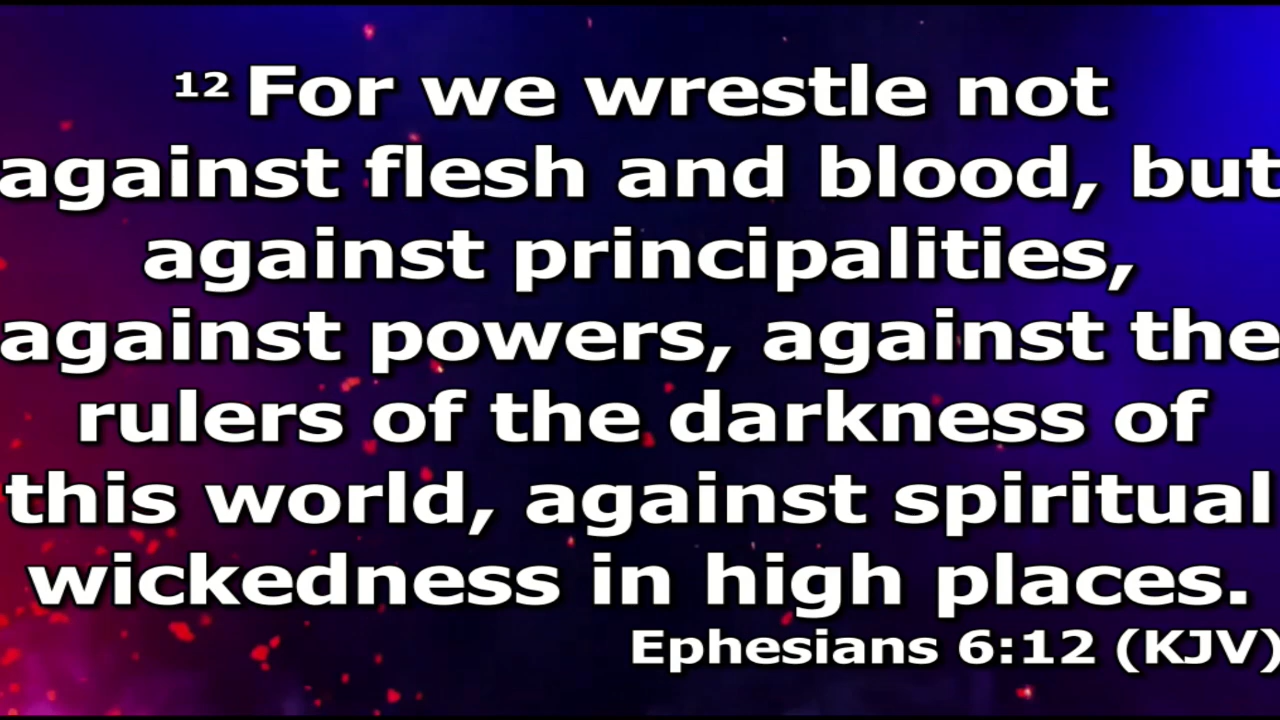 12 For we wrestle not
against flesh and blood, but
against principalities,
against powers, against the
rulers of the darkness of
this world, against spiritual
wickedness in high places.
Ephesians 6:12 (KJV)